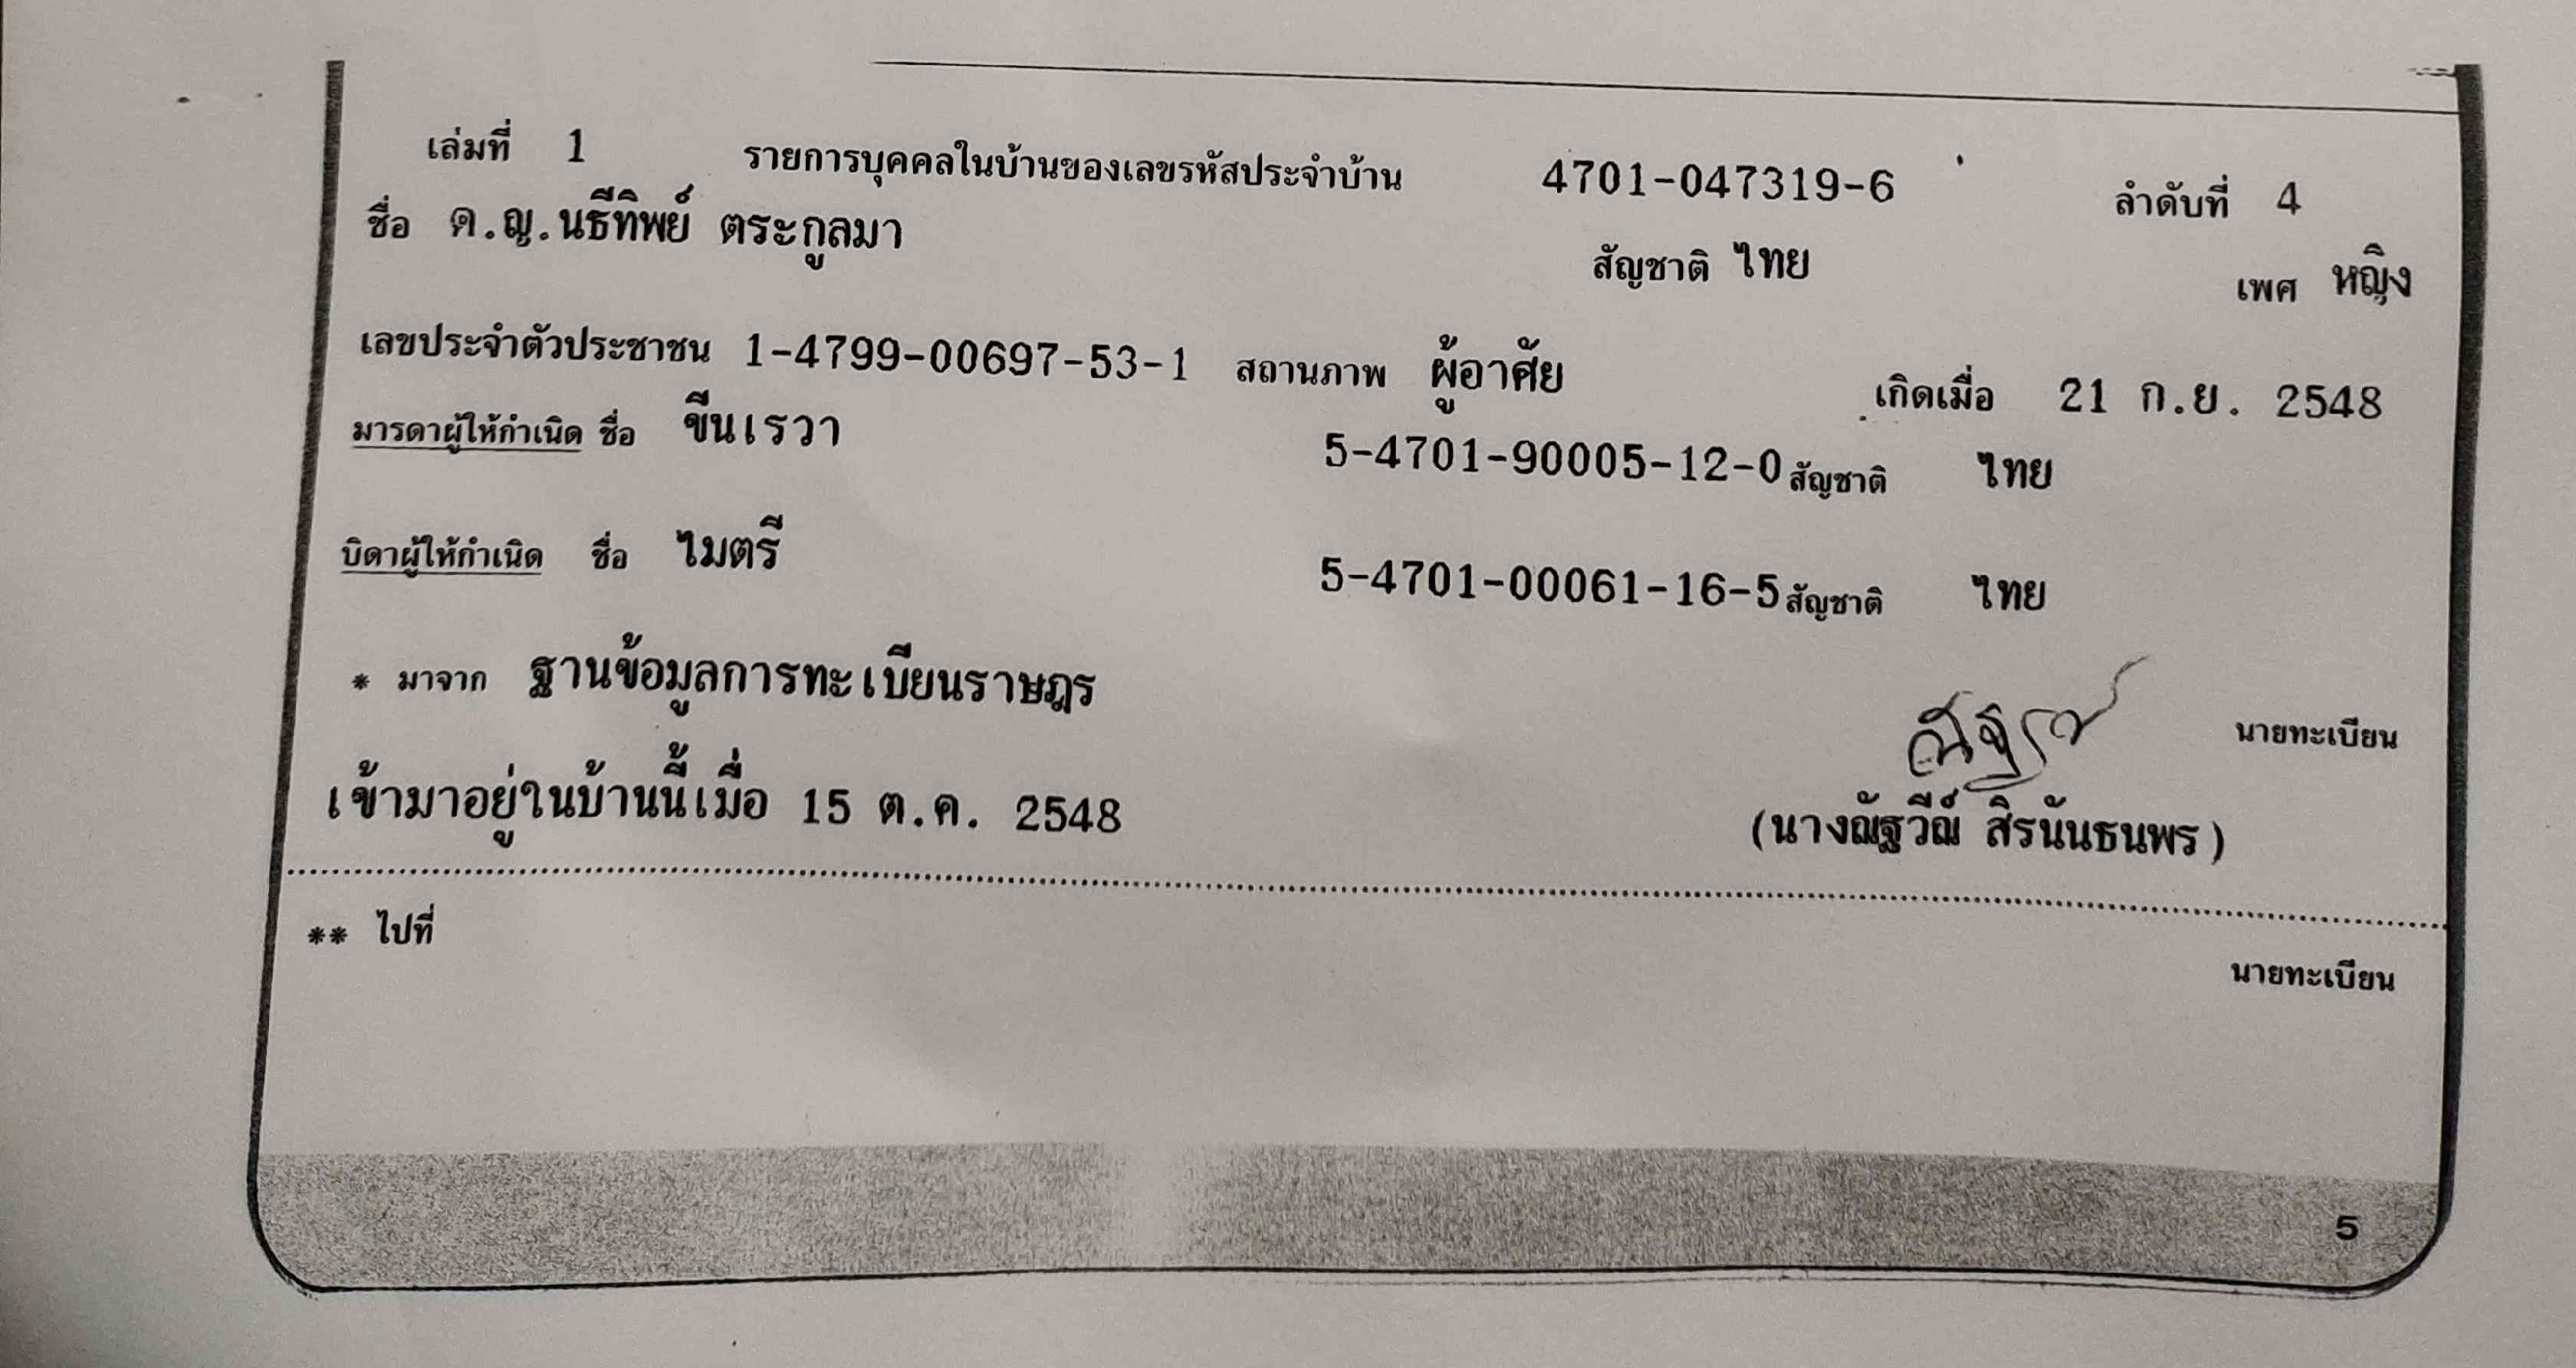 เล่มที่ 1 รายการบุคคลในบ้านของเลขรหัสประจำบ้าน 4701-047319-6 ลำดับที่ 4
ชื่อ ด.ญ.นธีทิพย์ ตระกูลมา สัญชาติ ไทย เพศ หญิง
เลขประจำตัวประชาชน 1-4799-00697-53-1 สถานภาพ ผู้อาศัย เกิดเมื่อ 21 ก.ย. 2548
มารดาผู้ให้กำเนิด ชื่อ ขีนเรวา 5-4701-90005-12-0 สัญชาติ ไทย
บิดาผู้ให้กำเนิด ชื่อ ไมตรี 5-4701-00061-16-5 สัญชาติ ไทย
* มาจาก ฐานข้อมูลการทะเบียนราษฎร
นายทะเบียน
เข้ามาอยู่ในบ้านนี้เมื่อ 15 ต.ค. 2548 (นางณัฐวีณ์ สิรนันธนพร)
** ไปที่
นายทะเบียน
5